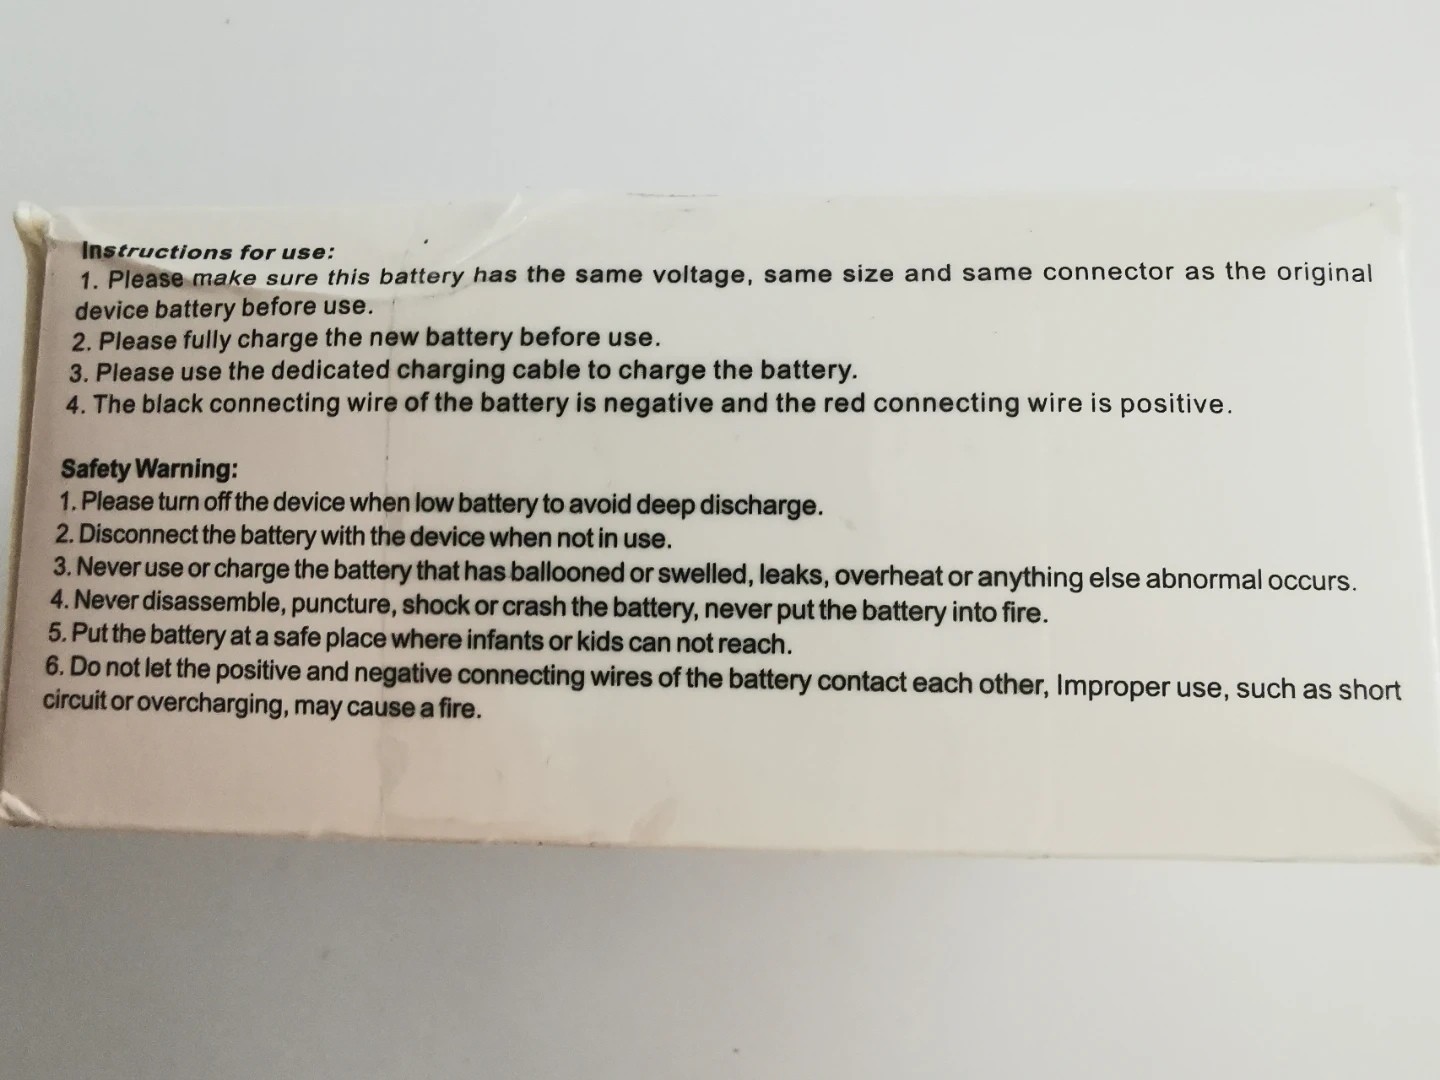 Instructions for use:
1. Please make sure this battery has the same voltage, same size and same connector as the original
device battery before use.
2. Please fully charge the new battery before use.
3. Please use the dedicated charging cable to charge the battery.
4. The black connecting wire of the battery is negative and the red connecting wire is positive.
Safety Warning:
1. Please turn off the device when low battery to avoid deep discharge.
2. Disconnect the battery with the device when not in use.
3. Never use or charge the battery that has ballooned or swelled, leaks, overheat or anything else abnormal occurs.
4. Never disassemble, puncture, shock or crash the battery, never put the battery into fire.
5. Put the battery at a safe place where infants or kids can not reach.
6. Do not let the positive and negative connecting wires of the battery contact each other, Improper use, such as short
circuit or overcharging, may cause a fire.